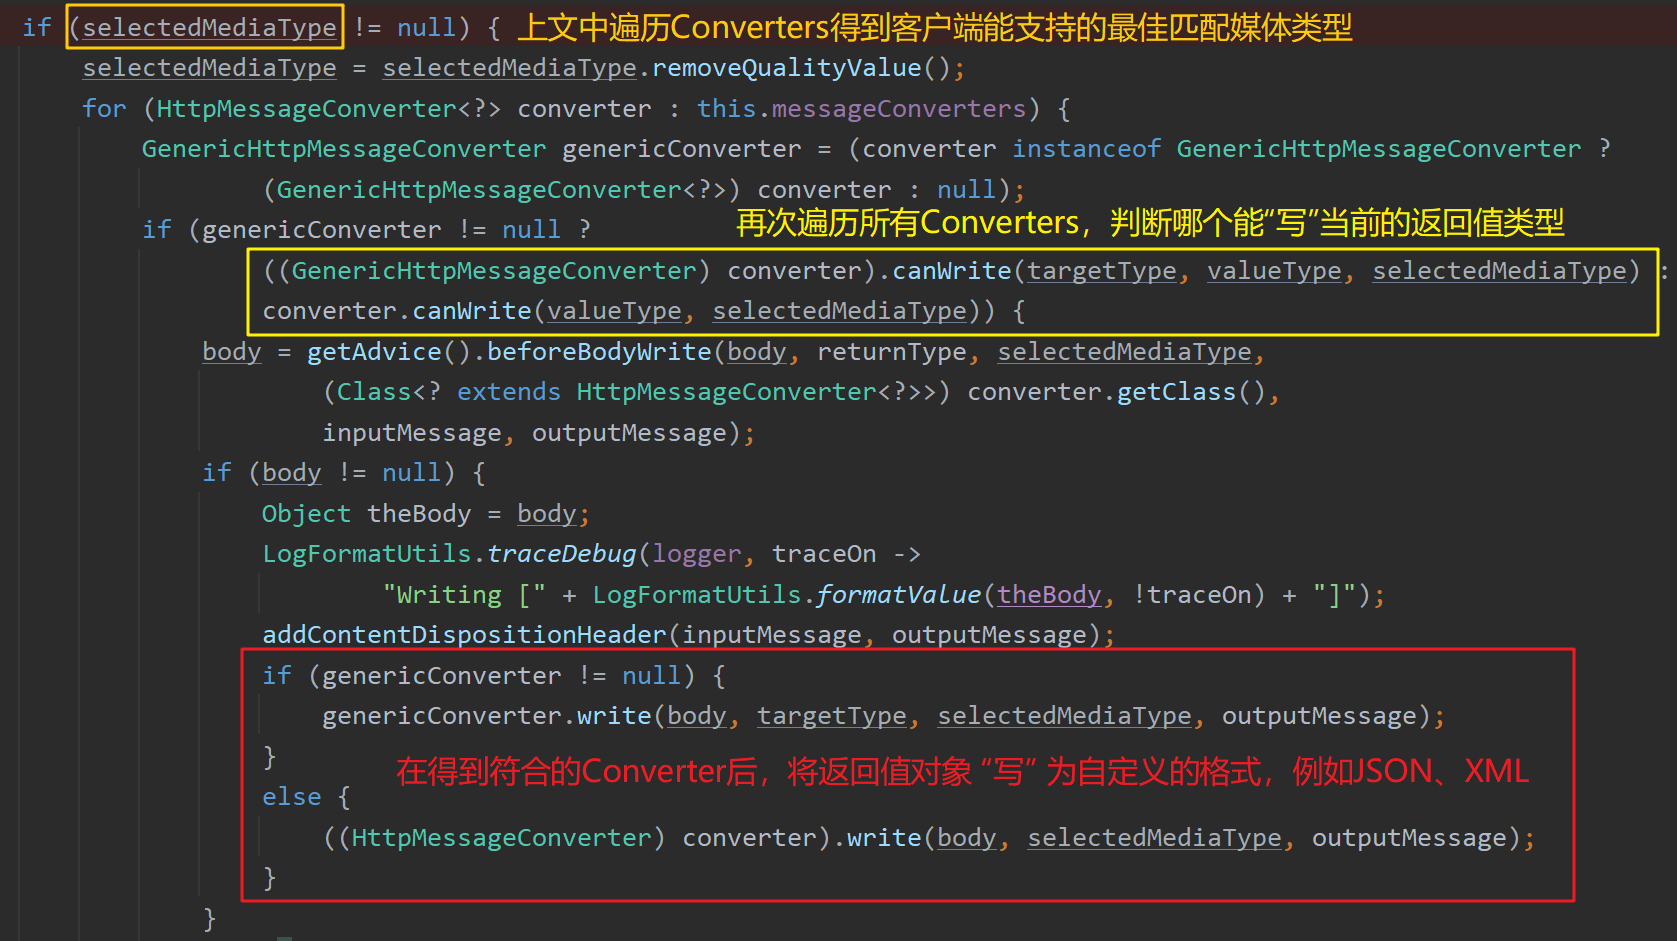 if (selectedMediaType != null) { 上文中遍历Converters得到客户端能支持的最佳匹配媒体类型
selectedMediaType = selectedMediaType.removeQualityValue();
for (HttpMessageConverter<?> converter : this.messageConverters) {
GenericHttpMessageConverter genericConverter = (converter instanceof GenericHttpMessageConverter ?
(GenericHttpMessageConverter<?>) converter : null);
再次遍历所有Converters，判断哪个能“写”当前的返回值类型
if (genericConverter != null ?
((GenericHttpMessageConverter) converter).canWrite(targetType, valueType, selectedMediaType) :
converter.canWrite(valueType, selectedMediaType)) {
body = getAdvice().beforeBodyWrite(body, returnType, selectedMediaType,
(Class<? extends HttpMessageConverter<?>>) converter.getClass(),
inputMessage, outputMessage);
if (body != null) {
Object theBody = body;
LogFormatUtils.traceDebug(logger, traceOn ->
"Writing [" + LogFormatUtils.formatValue(theBody, !traceOn) + "]");
addContentDispositionHeader(inputMessage, outputMessage);
if (genericConverter != null) {
genericConverter.write(body, targetType, selectedMediaType, outputMessage);
}
在得到符合的Converter后，将返回值对象 “写” 为自定义的格式，例如JSON、XML
else {
((HttpMessageConverter) converter).write(body, selectedMediaType, outputMessage);
}
}